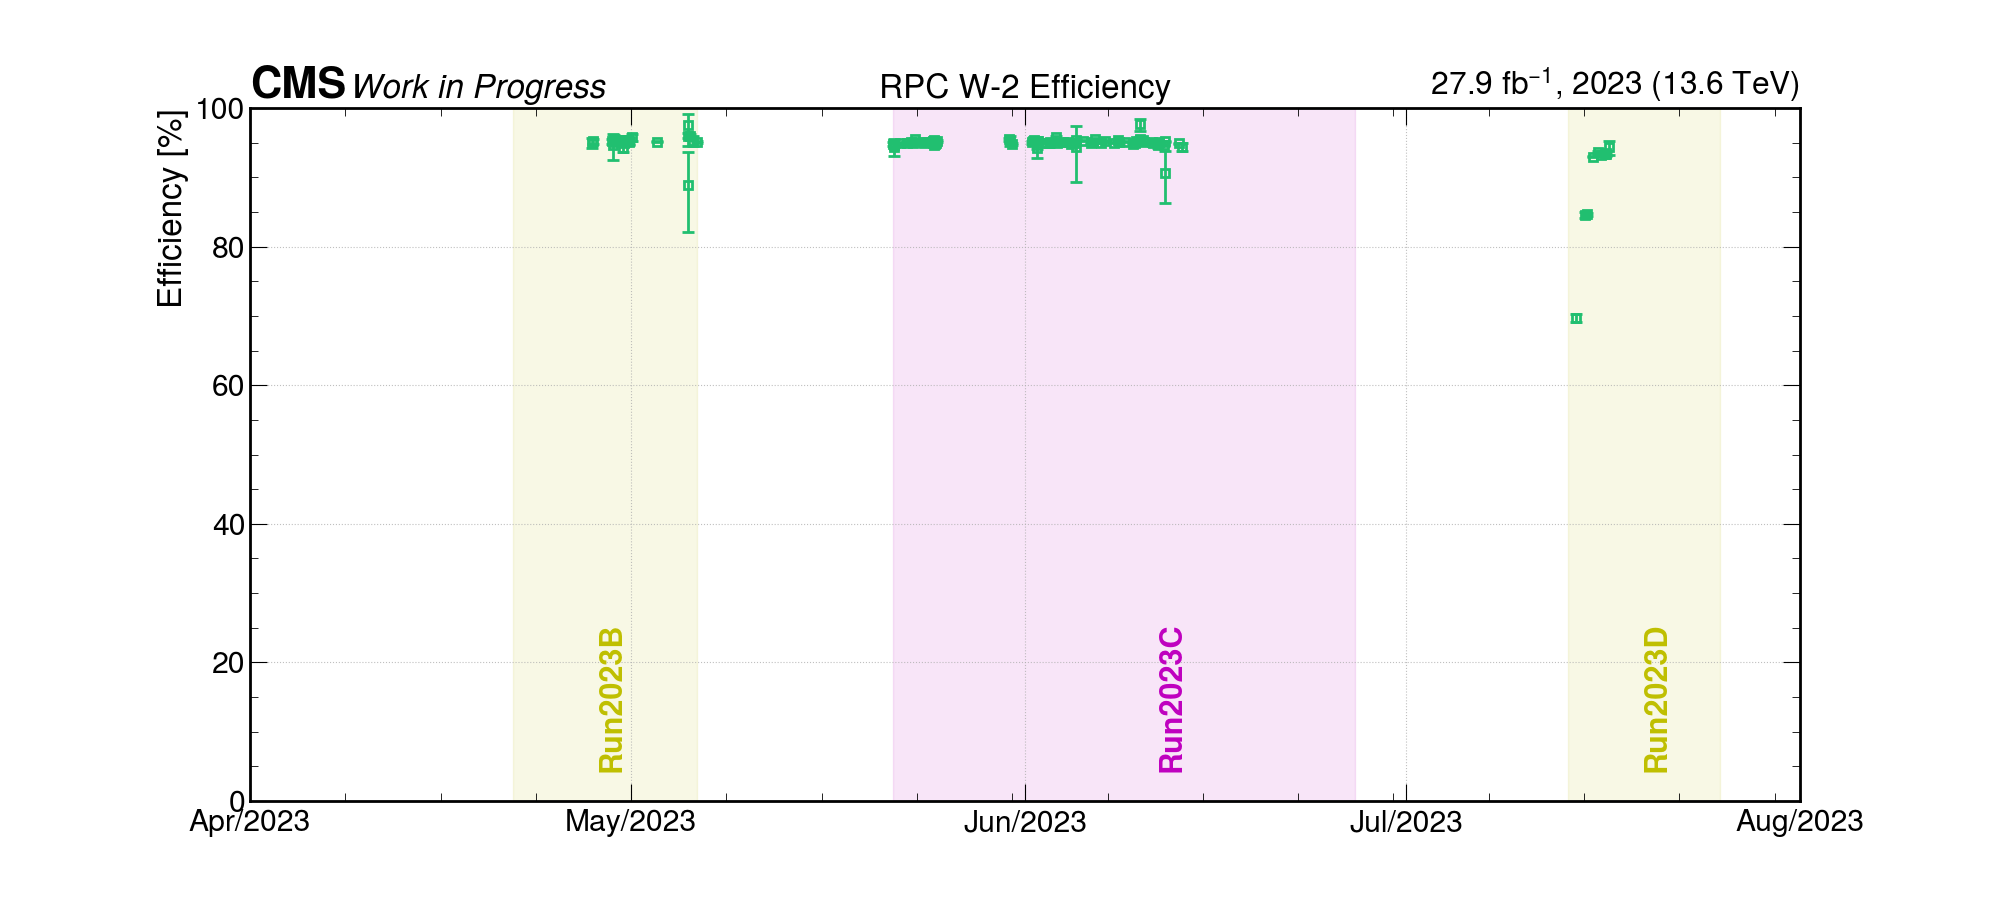 CMS Work in Progress RPC W-2 Efficiency 27.9 fb⁻¹, 2023 (13.6 TeV)
Efficiency [%]
100
80
60
40
20
0
Run2023B
Run2023C
Run2023D
Apr/2023 May/2023 Jun/2023 Jul/2023 Aug/2023